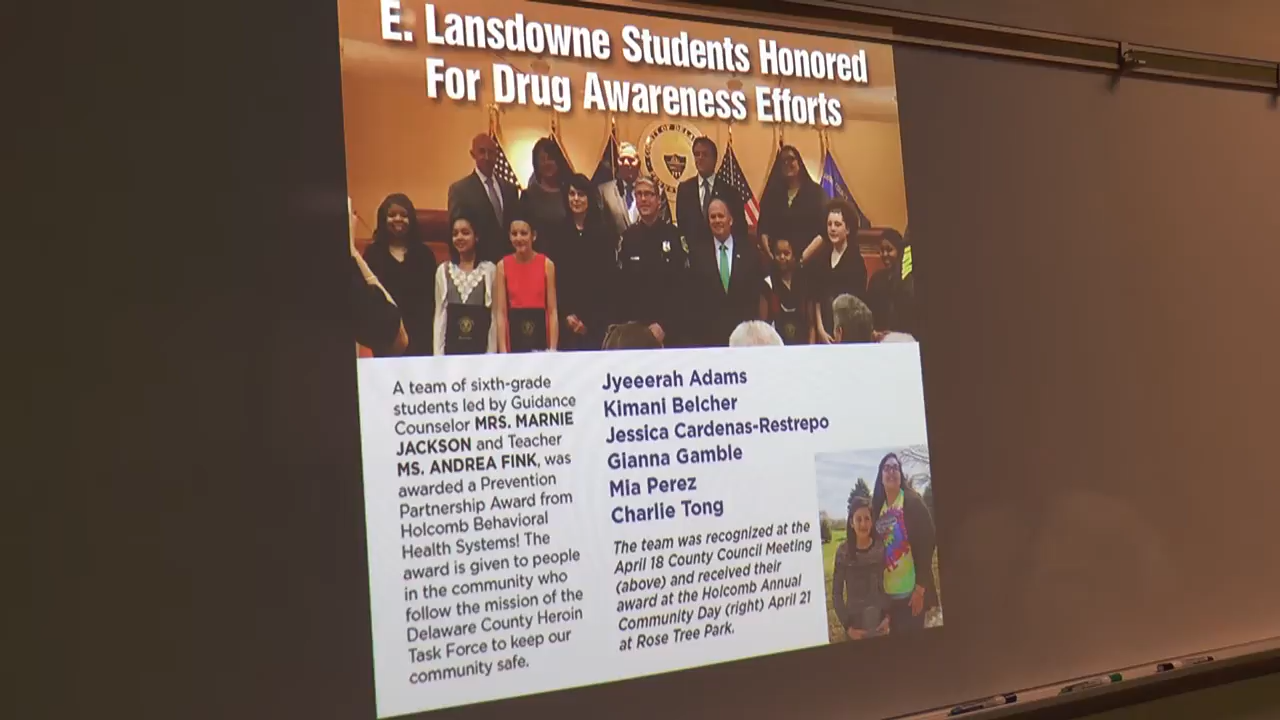 E. Lansdowne Students Honored
For Drug Awareness Efforts
A team of sixth-grade
students led by Guidance
Counselor MRS. MARNIE
JACKSON and Teacher
MS. ANDREA FINK, was
awarded a Prevention
Partnership Award from
Holcomb Behavioral
Health Systems! The
award is given to people
in the community who
follow the mission of the
Delaware County Heroin
Task Force to keep our
community safe.
Jyeeerah Adams
Kimani Belcher
Jessica Cardenas-Restrepo
Gianna Gamble
Mia Perez
Charlie Tong
The team was recognized at the
April 18 County Council Meeting
(above) and received their
award at the Holcomb Annual
Community Day (right) April 21
at Rose Tree Park.